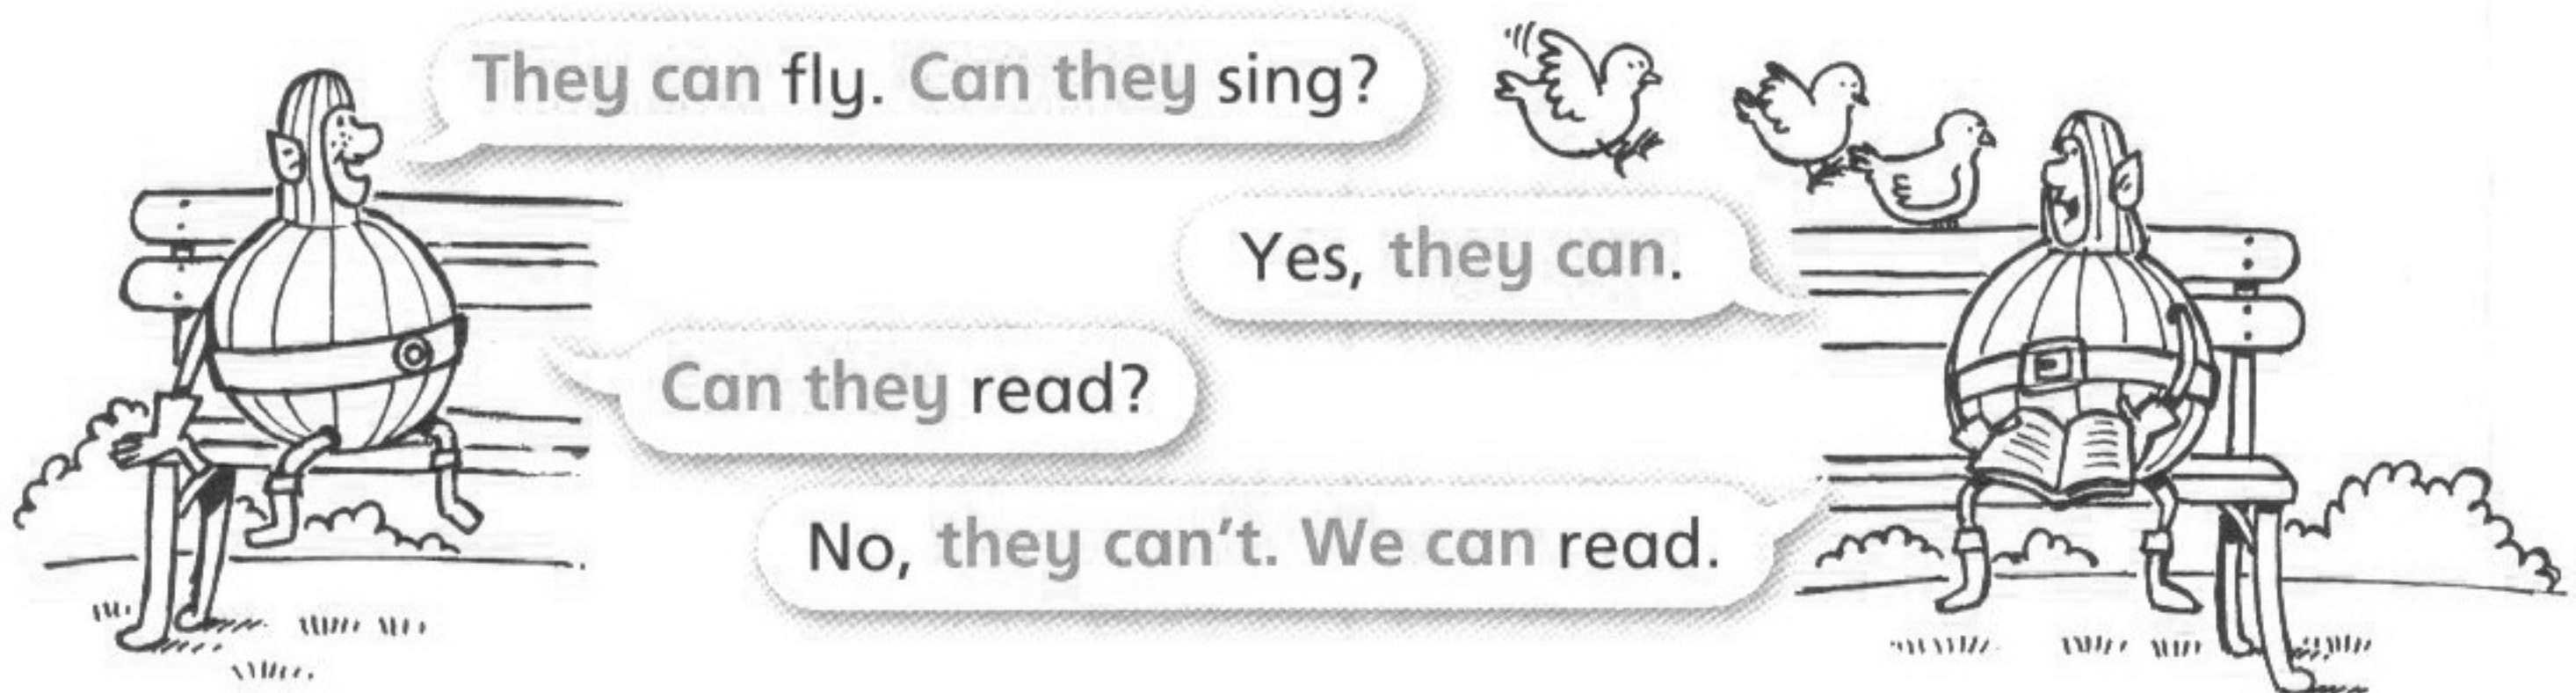 They can fly. Can they sing?
Yes, they can.
Can they read?
No, they can't. We can read.